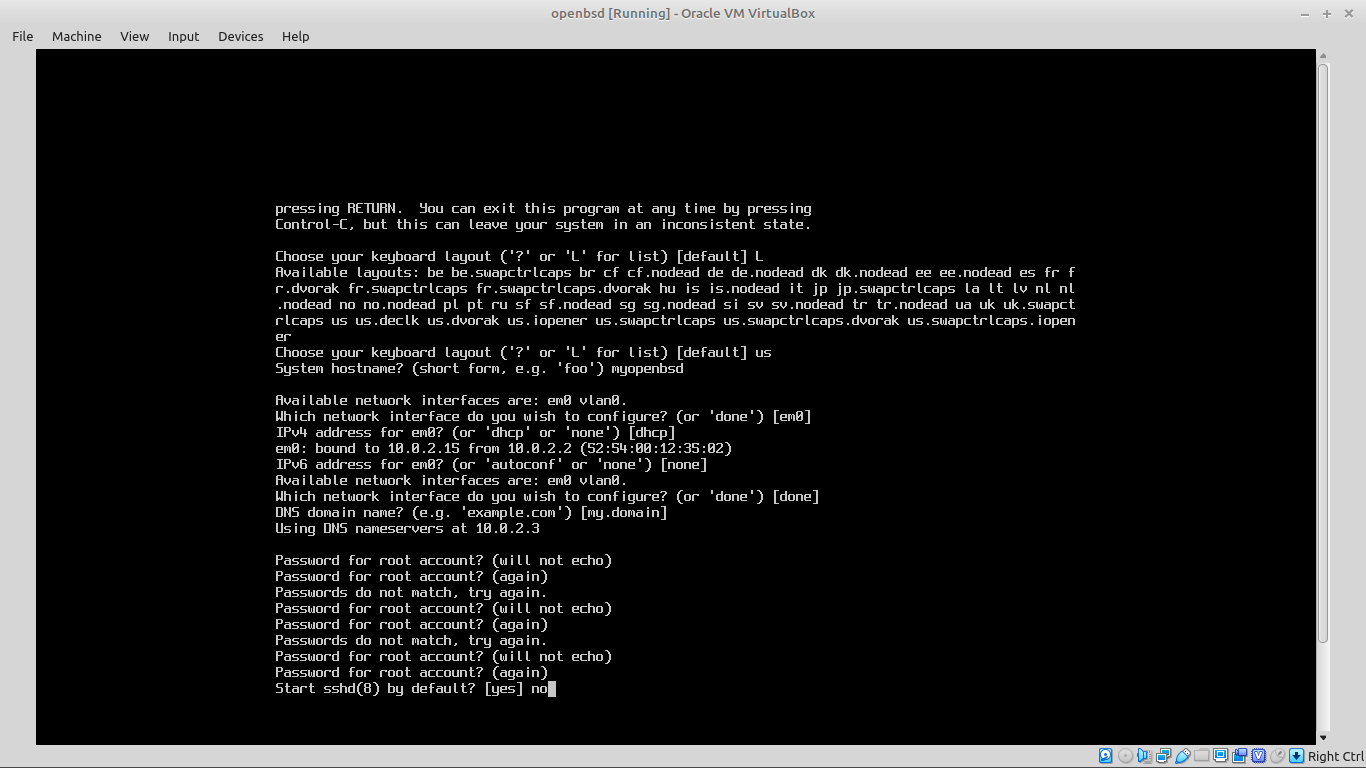 openbsd [Running] - Oracle VM VirtualBox
File Machine View Input Devices Help
pressing RETURN.  You can exit this program at any time by pressing
Control-C, but this can leave your system in an inconsistent state.
Choose your keyboard layout ('?' or 'L' for list) [default] L
Available layouts: be be.swapctrlcaps br cf cf.nodead de de.nodead dk dk.nodead ee ee.nodead es fr f
r.dvorak fr.swapctrlcaps fr.swapctrlcaps.dvorak hu is is.nodead it jp jp.swapctrlcaps la lt lv nl nl
.nodead no no.nodead pl pt ru sf sf.nodead sg sg.nodead si sv sv.nodead tr tr.nodead ua uk uk.swapct
rlcaps us us.declk us.dvorak us.iopener us.swapctrlcaps us.swapctrlcaps.dvorak us.swapctrlcaps.iopen
er
Choose your keyboard layout ('?' or 'L' for list) [default] us
System hostname? (short form, e.g. 'foo') myopenbsd
Available network interfaces are: em0 vlan0.
Which network interface do you wish to configure? (or 'done') [em0]
IPv4 address for em0? (or 'dhcp' or 'none') [dhcp]
em0: bound to 10.0.2.15 from 10.0.2.2 (52:54:00:12:35:02)
IPv6 address for em0? (or 'autoconf' or 'none') [none]
Available network interfaces are: em0 vlan0.
Which network interface do you wish to configure? (or 'done') [done]
DNS domain name? (e.g. 'example.com') [my.domain]
Using DNS nameservers at 10.0.2.3
Password for root account? (will not echo)
Password for root account? (again)
Passwords do not match, try again.
Password for root account? (will not echo)
Password for root account? (again)
Passwords do not match, try again.
Password for root account? (will not echo)
Password for root account? (again)
Start sshd(8) by default? [yes] no
Right Ctrl